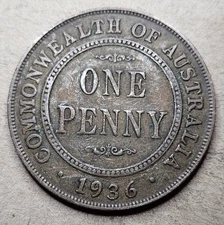 COMMONWEALTH OF AUSTRALIA
ONE
PENNY
1936